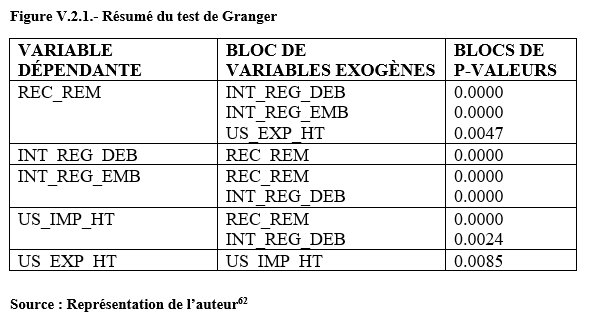 Figure V.2.1.- Résumé du test de Granger
VARIABLE DÉPENDANTE | BLOC DE VARIABLES EXOGÈNES | BLOCS DE P-VALEURS
REC_REM | INT_REG_DEB | 0.0000
INT_REG_EMB | 0.0000
US_EXP_HT | 0.0047
INT_REG_DEB | REC_REM | 0.0000
INT_REG_EMB | REC_REM | 0.0000
INT_REG_DEB | 0.0000
US_IMP_HT | REC_REM | 0.0000
INT_REG_DEB | 0.0024
US_EXP_HT | US_IMP_HT | 0.0085
Source : Représentation de l’auteur⁶²